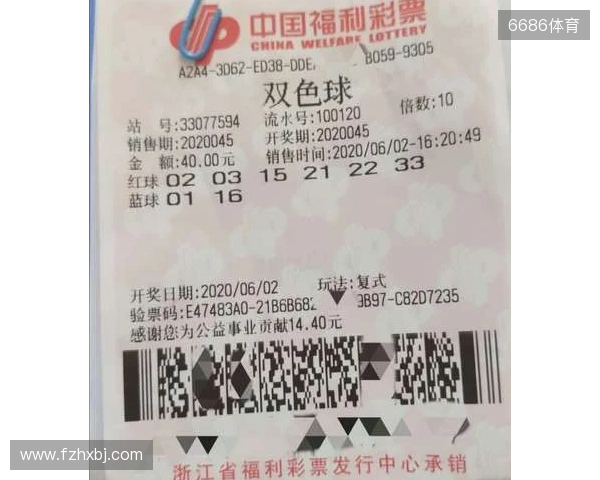 6686体育
中国福利彩票
CHINA WELFARE LOTTERY
A2A4-3D62-ED38-DDE B059-9305
双色球
站 号:33077594 流水号:100120 倍数:10
销售期:2020045 开奖期:2020045
金 额:40.00元 销售时间:2020/06/02-16:20:49
红球 02 03 15 21 22 33
蓝球 01 16
开奖日期:2020/06/02 玩法:复式
验票码:E47483A0-21B6B682 9B97-C82D7235
感谢您为公益事业贡献14.40元
www.fzhxbj.com
浙江省福利彩票发行中心承销